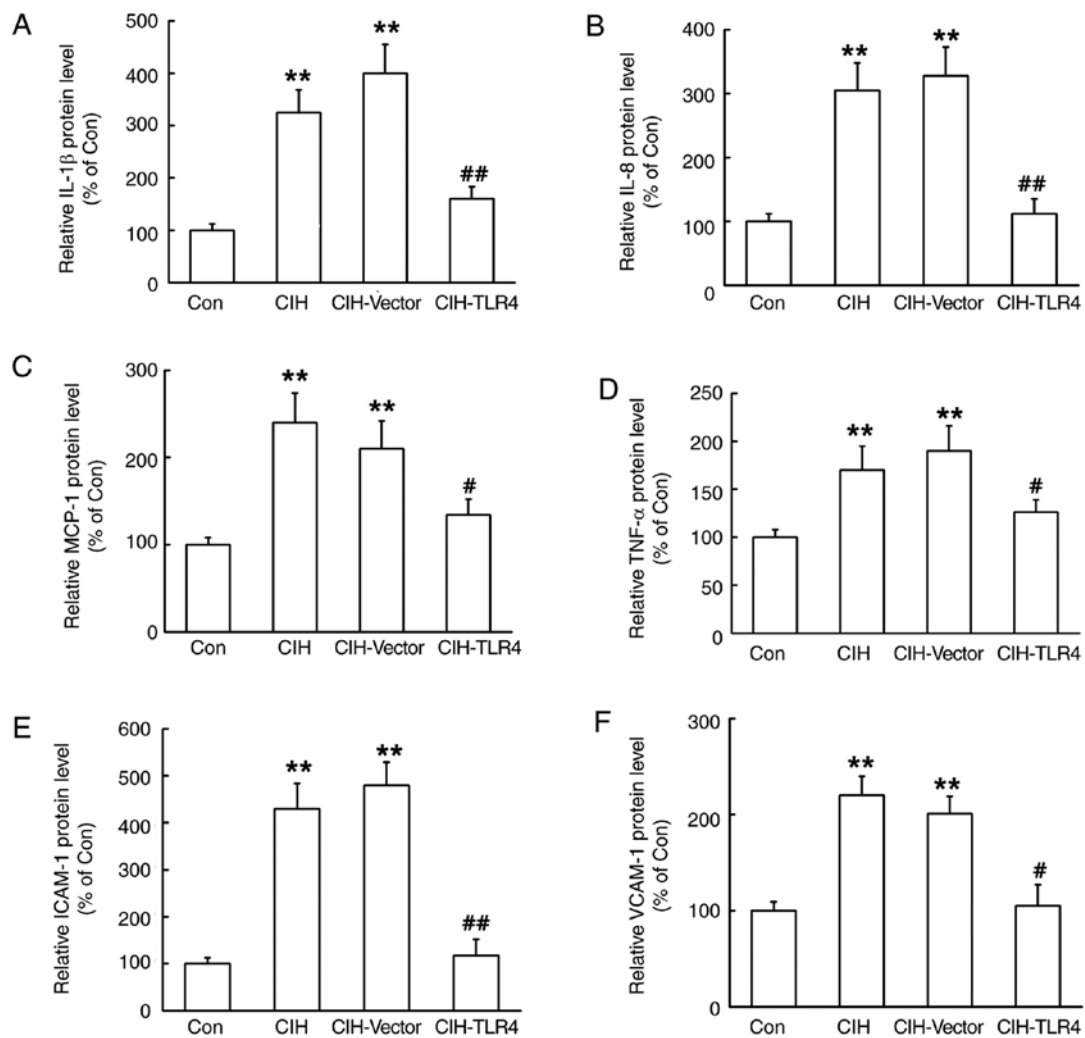 A
Relative IL-1β protein level
(% of Con)
500
400
300
200
100
0
**
**
##
Con CIH CIH-Vector CIH-TLR4
B
Relative IL-8 protein level
(% of Con)
400
300
200
100
0
**
**
##
Con CIH CIH-Vector CIH-TLR4
C
Relative MCP-1 protein level
(% of Con)
300
200
100
0
**
**
#
Con CIH CIH-Vector CIH-TLR4
D
Relative TNF-α protein level
(% of Con)
250
200
150
100
50
0
**
**
#
Con CIH CIH-Vector CIH-TLR4
E
Relative ICAM-1 protein level
(% of Con)
600
500
400
300
200
100
0
**
**
##
Con CIH CIH-Vector CIH-TLR4
F
Relative VCAM-1 protein level
(% of Con)
300
200
100
0
**
**
#
Con CIH CIH-Vector CIH-TLR4